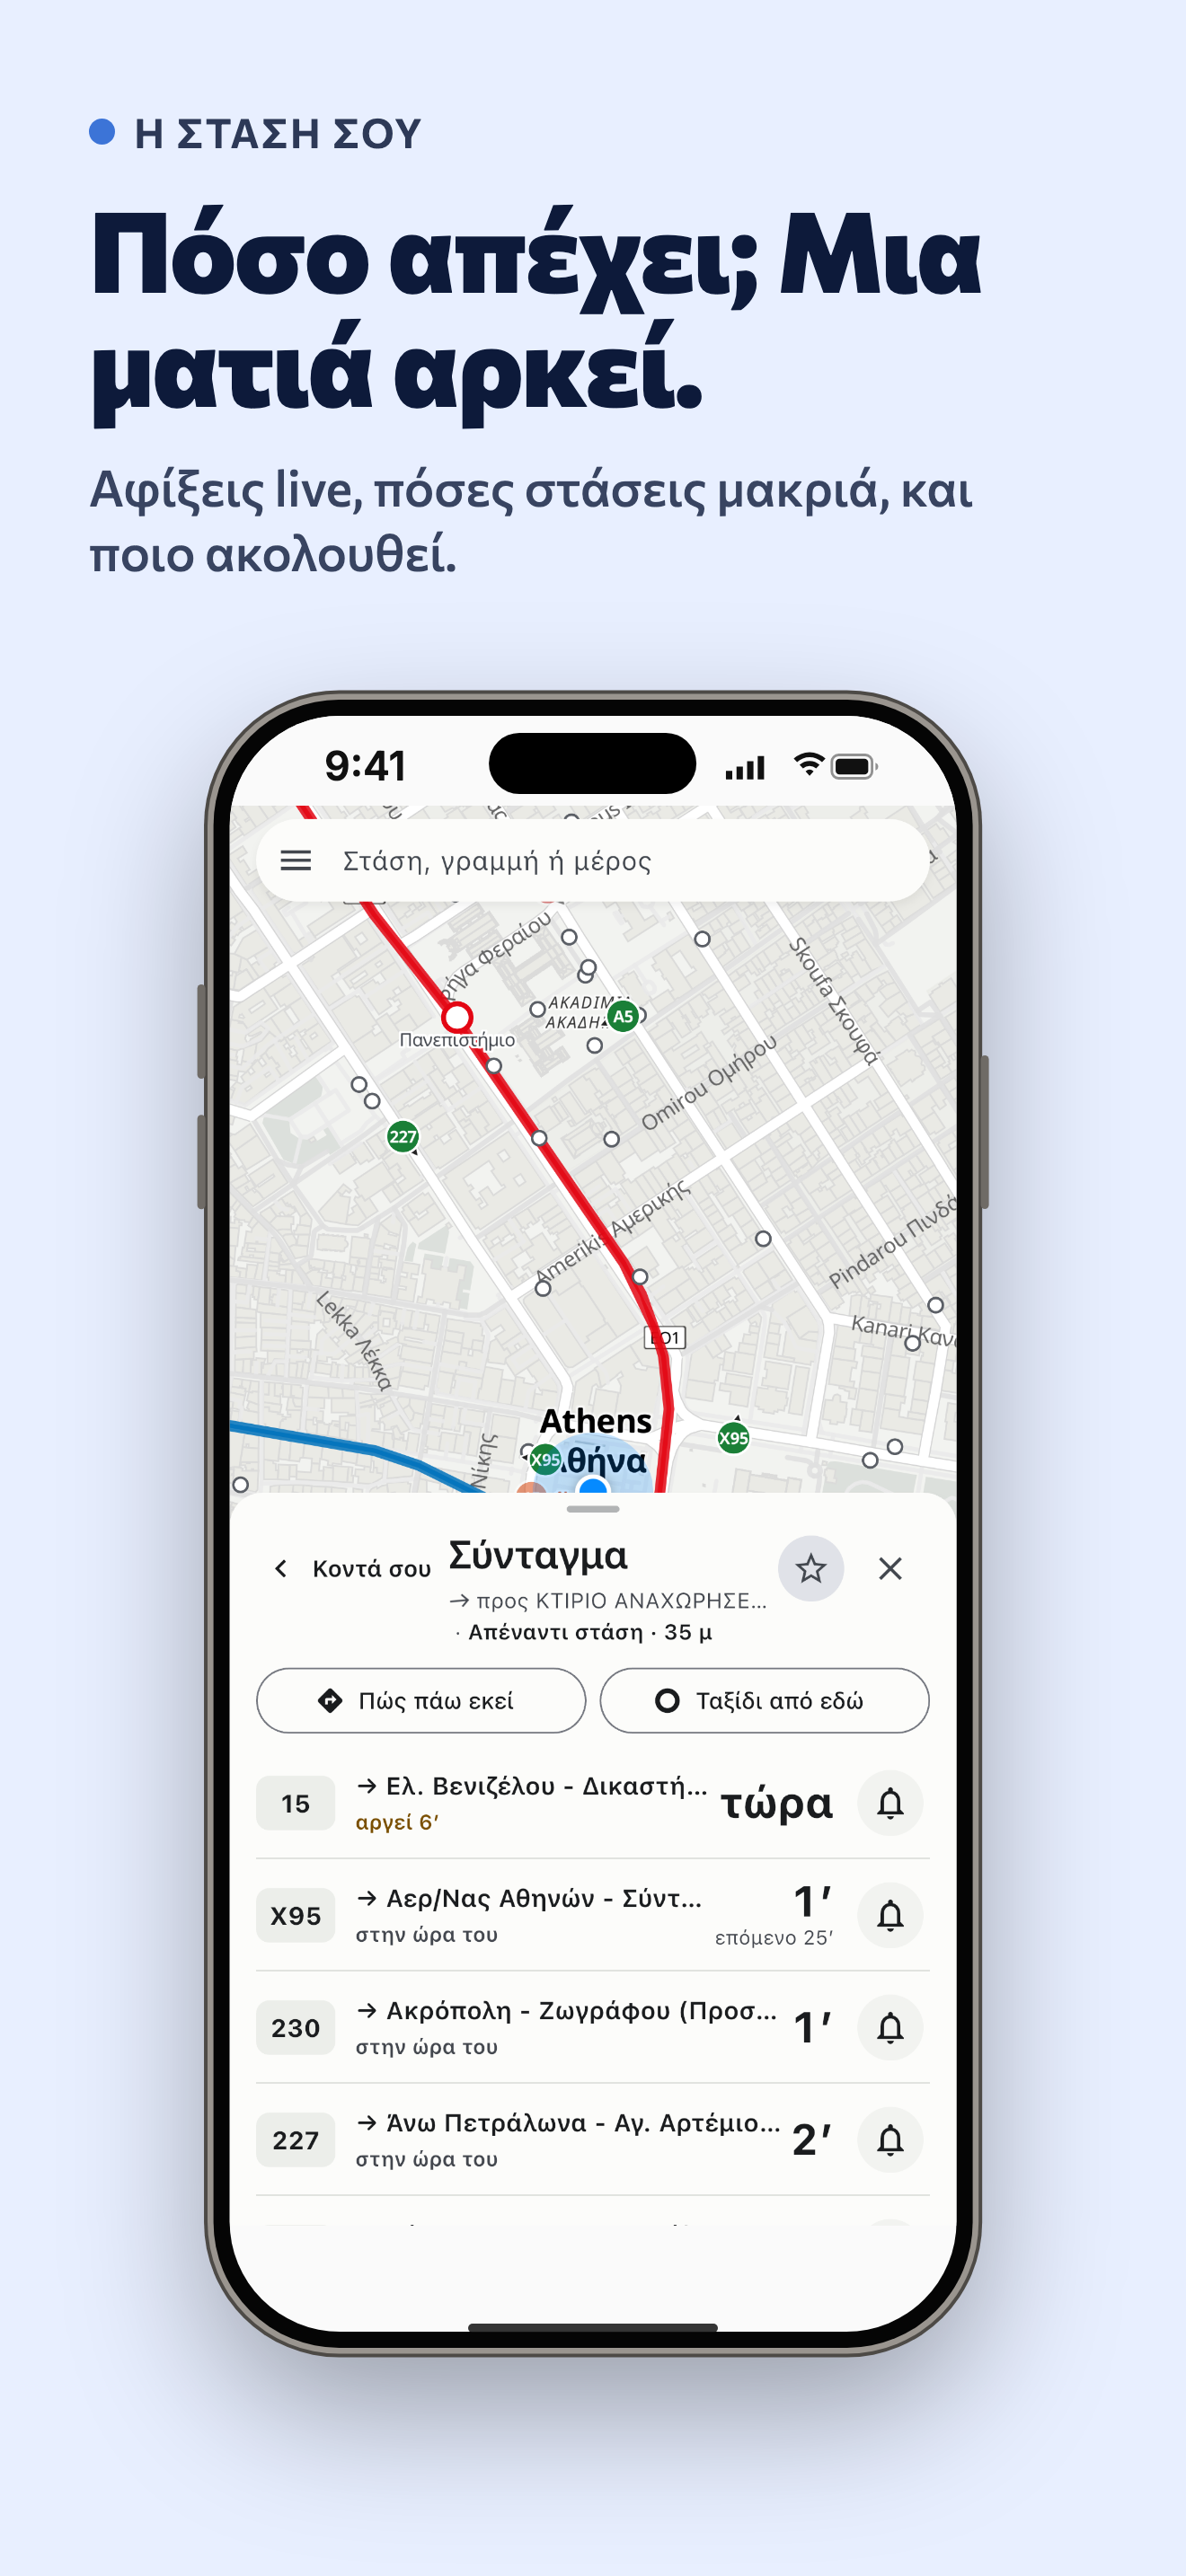 Η ΣΤΑΣΗ ΣΟΥ
Πόσο απέχει; Μια
ματιά αρκεί.
Αφίξεις live, πόσες στάσεις μακριά, και
ποιο ακολουθεί.
9:41
Στάση, γραμμή ή μέρος
Ρήγα Φεραίου
Skoufa Σκουφά
A5
Πανεπιστήμιο
Omirou Ομήρου
227
Amerikis Αμερικής
Pindarou
Lekka Λέκκα
Kanari
Athens
X95
X95
Νίκης
Κοντά σου
Σύνταγμα
→ προς ΚΤΙΡΙΟ ΑΝΑΧΩΡΗΣΕ...
· Απέναντι στάση · 35 μ
Πώς πάω εκεί
Ταξίδι από εδώ
15
→ Ελ. Βενιζέλου - Δικαστή...
τώρα
αργεί 6′
X95
→ Αερ/Νας Αθηνών - Σύντ...
1′
στην ώρα του
επόμενο 25′
230
→ Ακρόπολη - Ζωγράφου (Προσ...
1′
στην ώρα του
227
→ Άνω Πετράλωνα - Αγ. Αρτέμιο...
2′
στην ώρα του